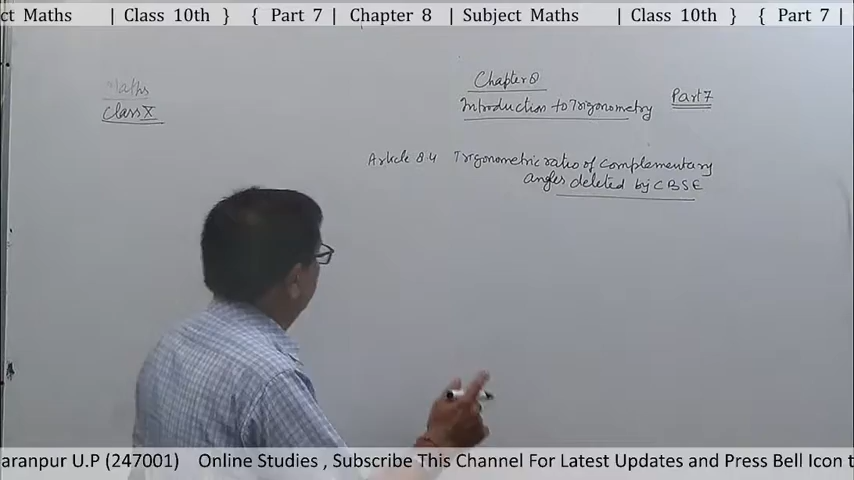 ct Maths | Class 10th } { Part 7 | Chapter 8 | Subject Maths | Class 10th } { Part 7 |
Maths
Class X
Chapter 8
Introduction to Trigonometry
Part 7
Article 8.4 Trigonometric ratio of complementary
angles deleted by CBSE
aranpur U.P (247001) Online Studies , Subscribe This Channel For Latest Updates and Press Bell Icon t